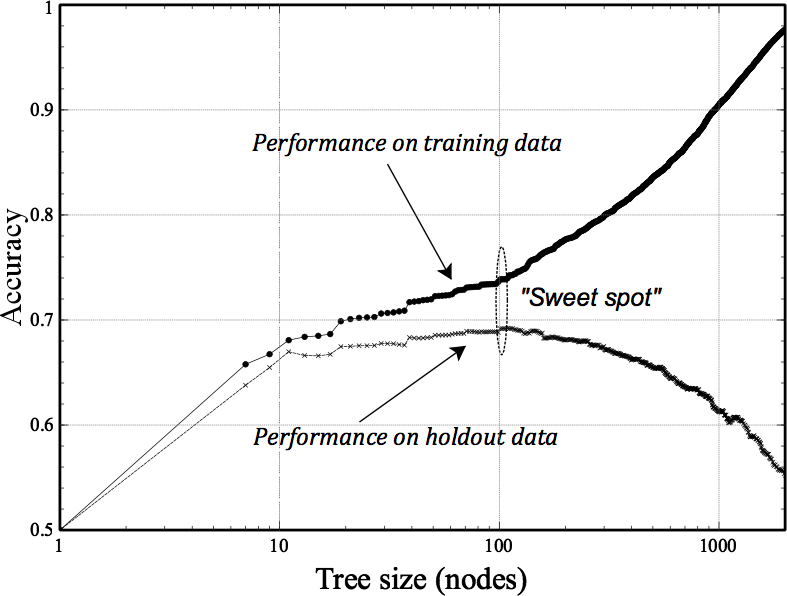 1
0.9
Performance on training data
0.8
Accuracy
"Sweet spot"
0.7
0.6
Performance on holdout data
0.5
1 10 100 1000
Tree size (nodes)